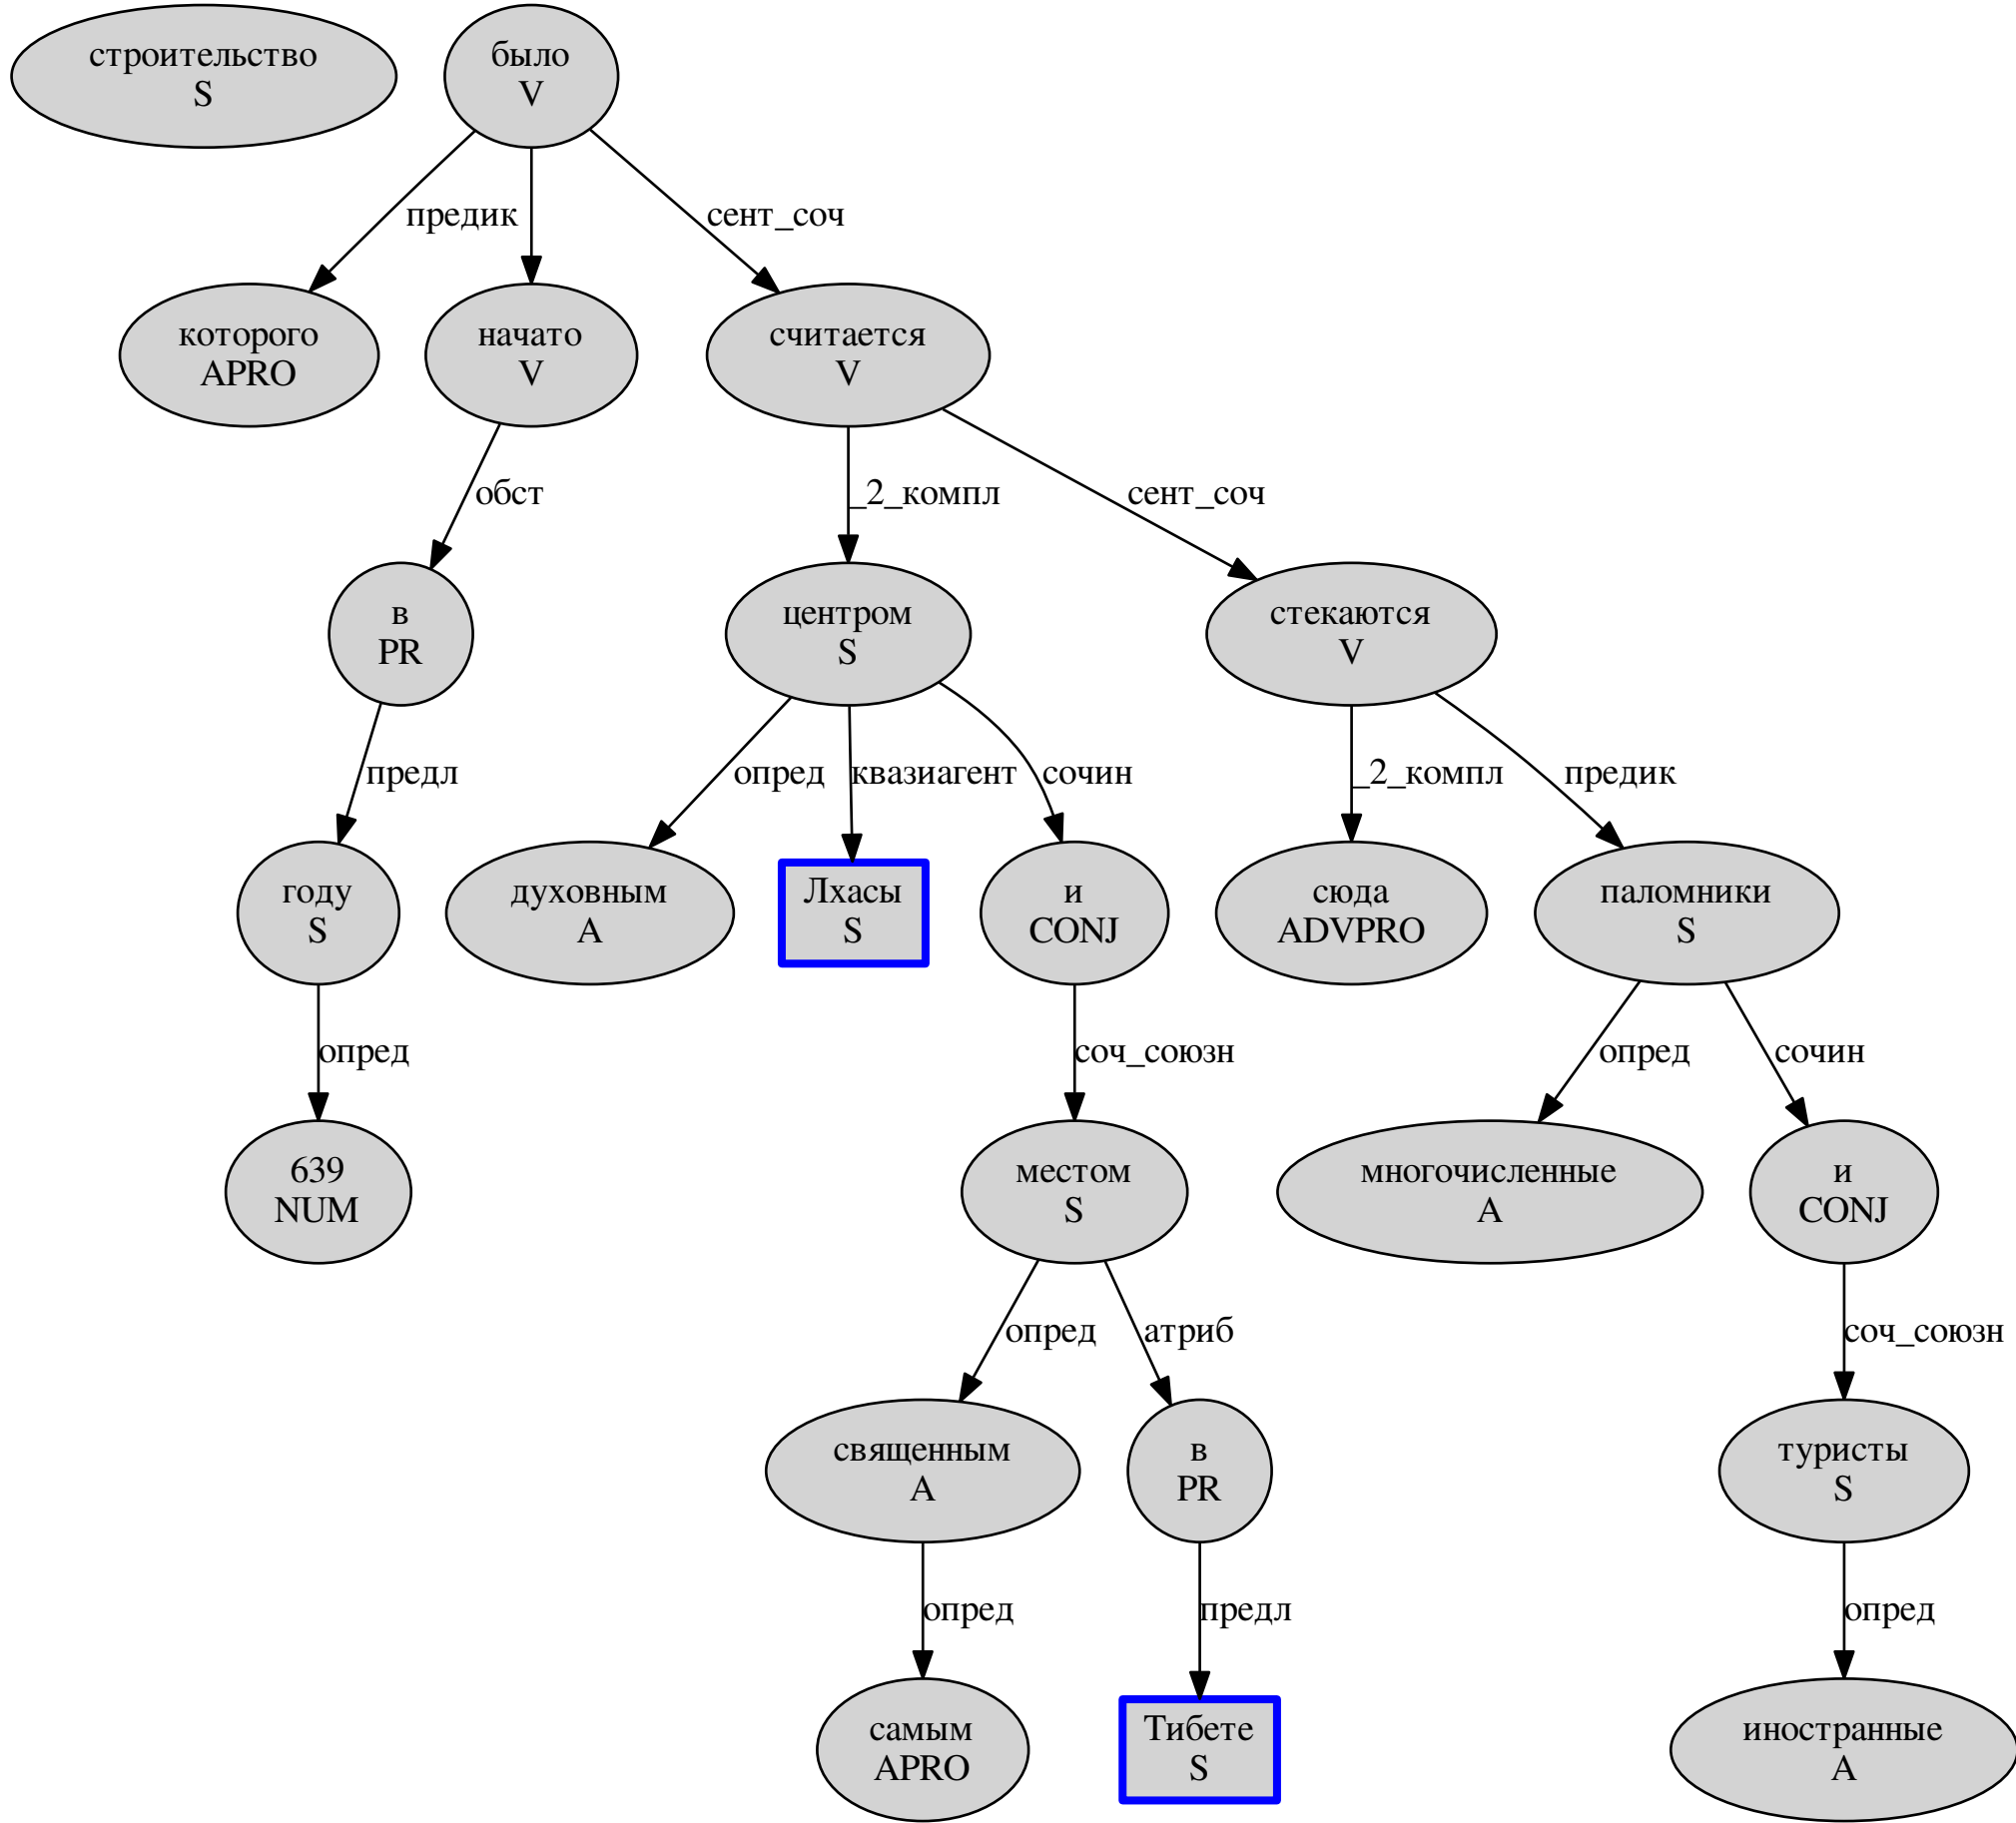 строительство
S
было
V
предик
сент_соч
которого
APRO
начато
V
считается
V
обст
_2_компл
сент_соч
в
PR
центром
S
стекаются
V
предл
опред
квазиагент
сочин
_2_компл
предик
году
S
духовным
A
Лхасы
S
и
CONJ
сюда
ADVPRO
паломники
S
опред
соч_союзн
опред
сочин
639
NUM
местом
S
многочисленные
A
и
CONJ
опред
атриб
соч_союзн
священным
A
в
PR
туристы
S
опред
предл
опред
самым
APRO
Тибете
S
иностранные
A